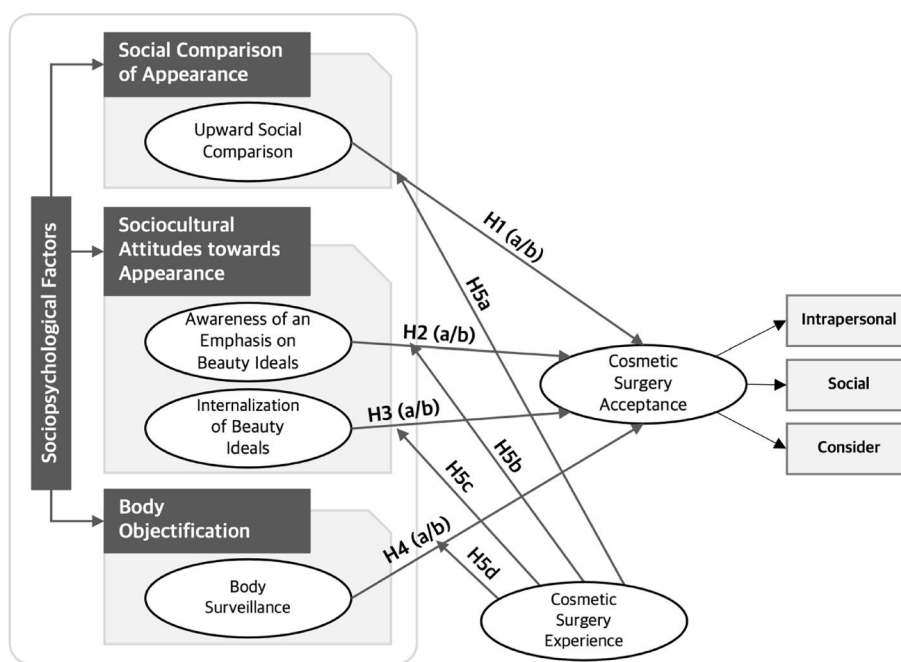 Sociopsychological Factors
Social Comparison
of Appearance
Upward Social
Comparison
Sociocultural
Attitudes towards
Appearance
Awareness of an
Emphasis on
Beauty Ideals
Internalization
of Beauty
Ideals
Body
Objectification
Body
Surveillance
H1 (a/b)
H2 (a/b)
H3 (a/b)
H4 (a/b)
H5a
H5b
H5c
H5d
Cosmetic
Surgery
Acceptance
Cosmetic
Surgery
Experience
Intrapersonal
Social
Consider